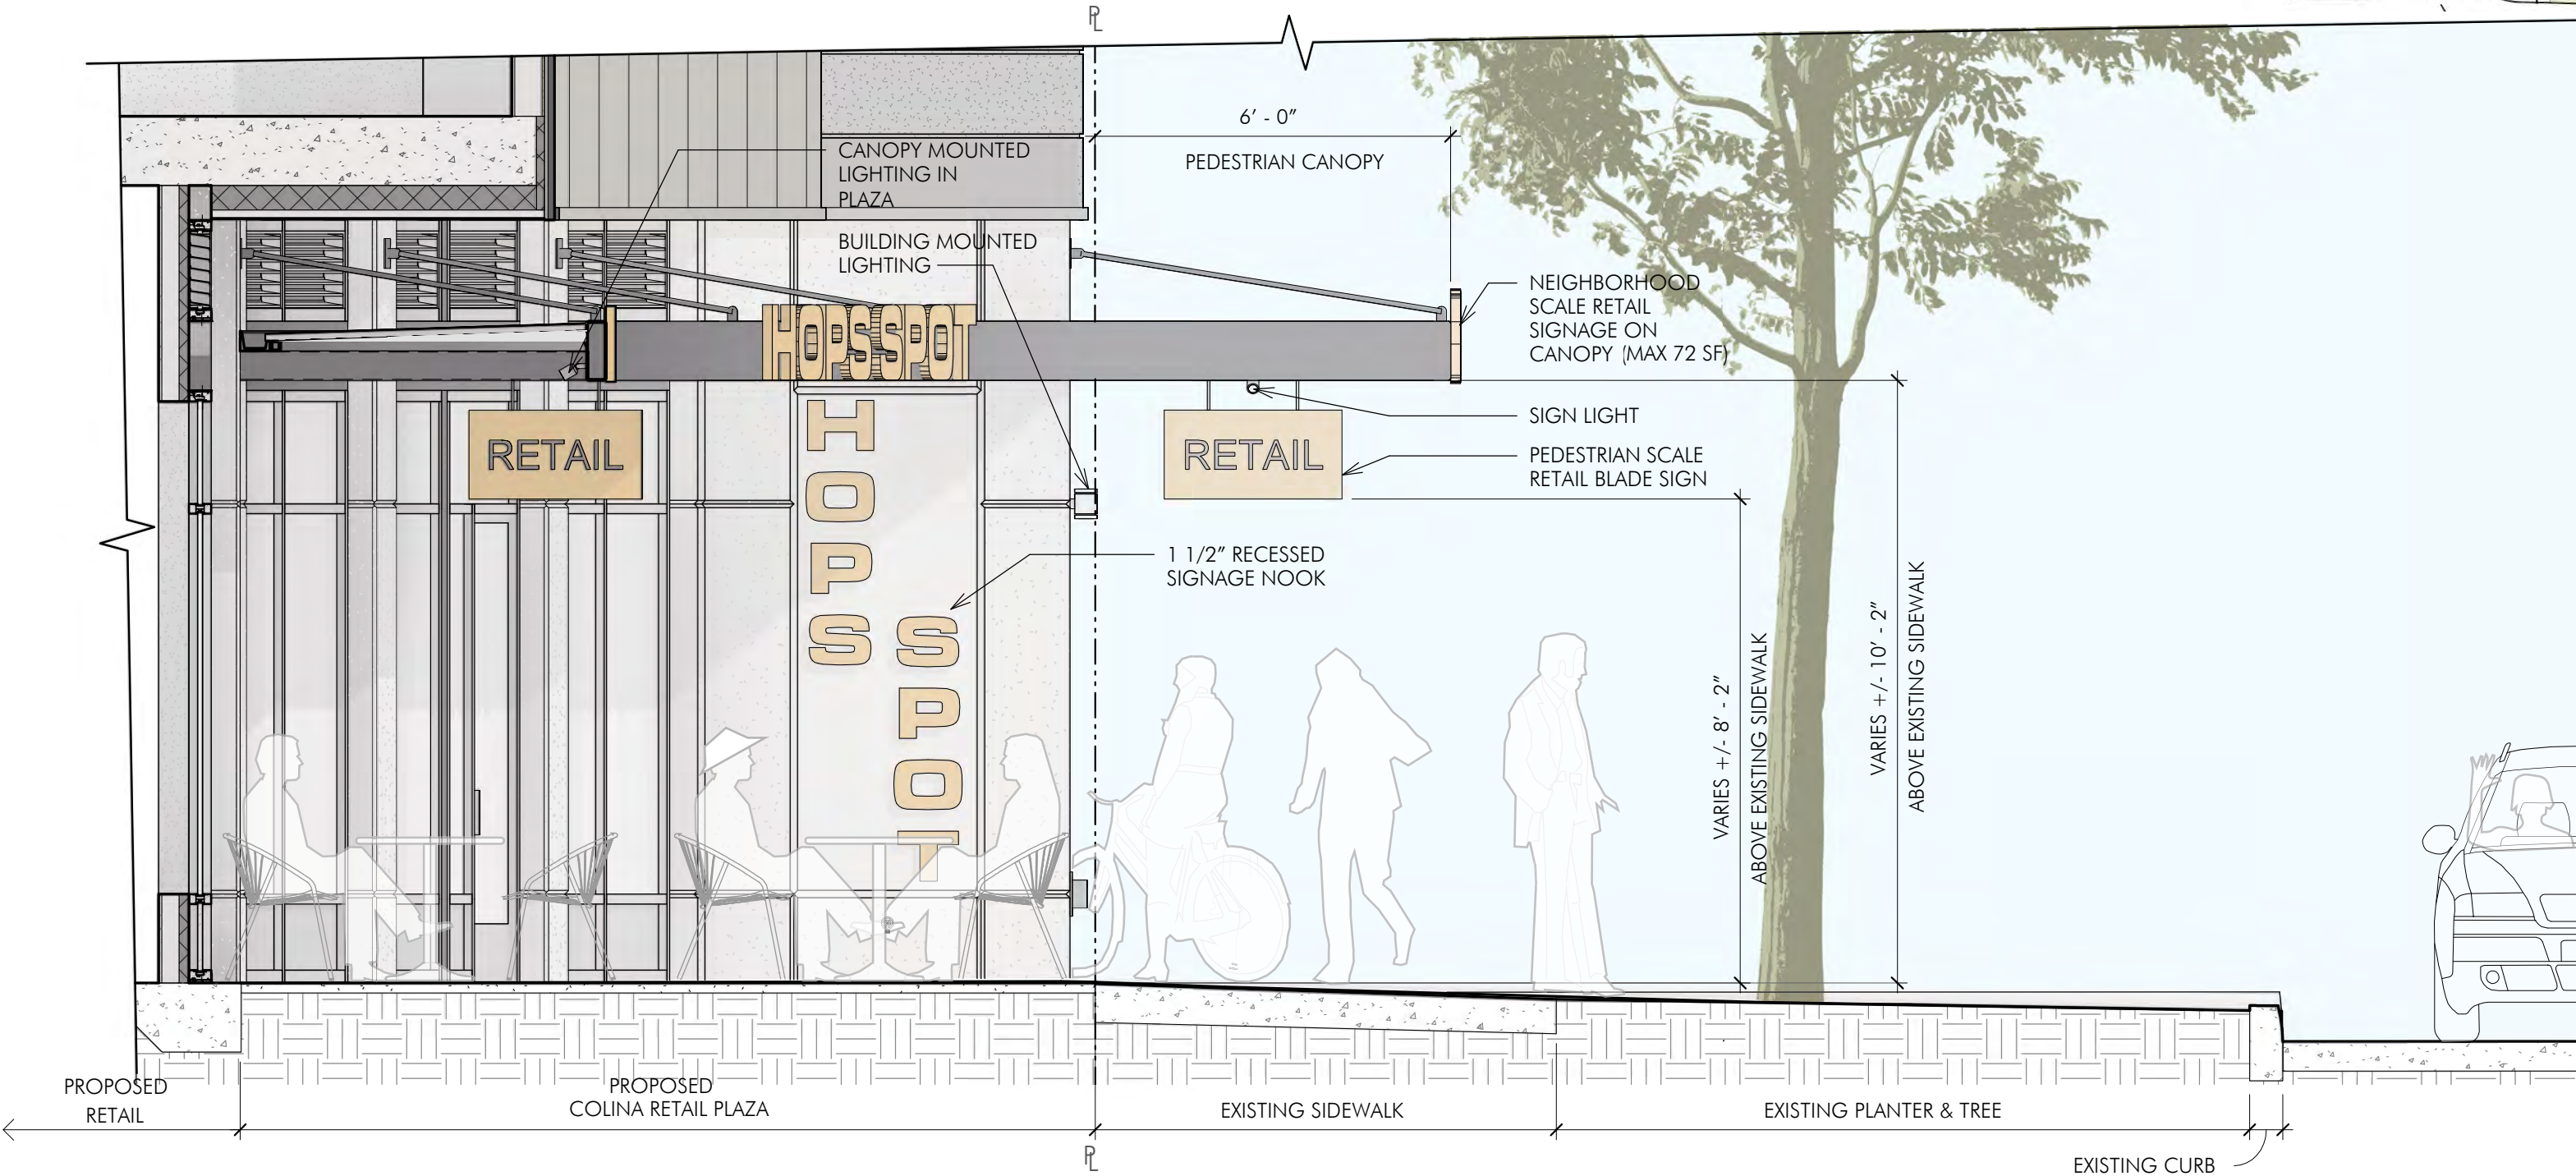 PL
6' - 0"
PEDESTRIAN CANOPY
CANOPY MOUNTED
LIGHTING IN
PLAZA
BUILDING MOUNTED
LIGHTING
NEIGHBORHOOD
SCALE RETAIL
SIGNAGE ON
CANOPY (MAX 72 SF)
HOPSSPOT
SIGN LIGHT
RETAIL
RETAIL
PEDESTRIAN SCALE
RETAIL BLADE SIGN
HOPS
SPOT
1 1/2" RECESSED
SIGNAGE NOOK
VARIES +/- 8' - 2"
ABOVE EXISTING SIDEWALK
VARIES +/- 10' - 2"
ABOVE EXISTING SIDEWALK
PROPOSED
RETAIL
PROPOSED
COLINA RETAIL PLAZA
EXISTING SIDEWALK
EXISTING PLANTER & TREE
EXISTING CURB
PL